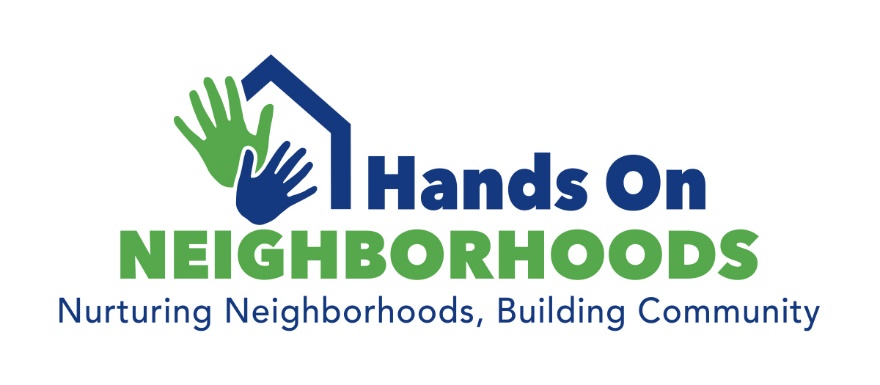 Hands On
NEIGHBORHOODS
Nurturing Neighborhoods, Building Community